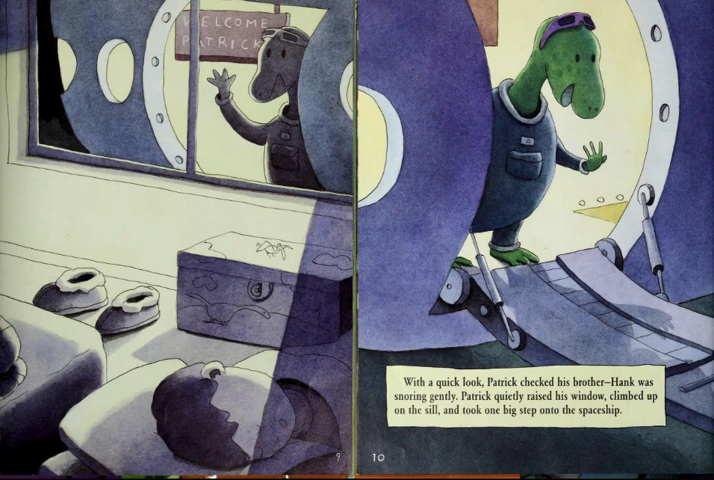 WELCOME
PATRICK
9
10
With a quick look, Patrick checked his brother–Hank was
snoring gently. Patrick quietly raised his window, climbed up
on the sill, and took one big step onto the spaceship.